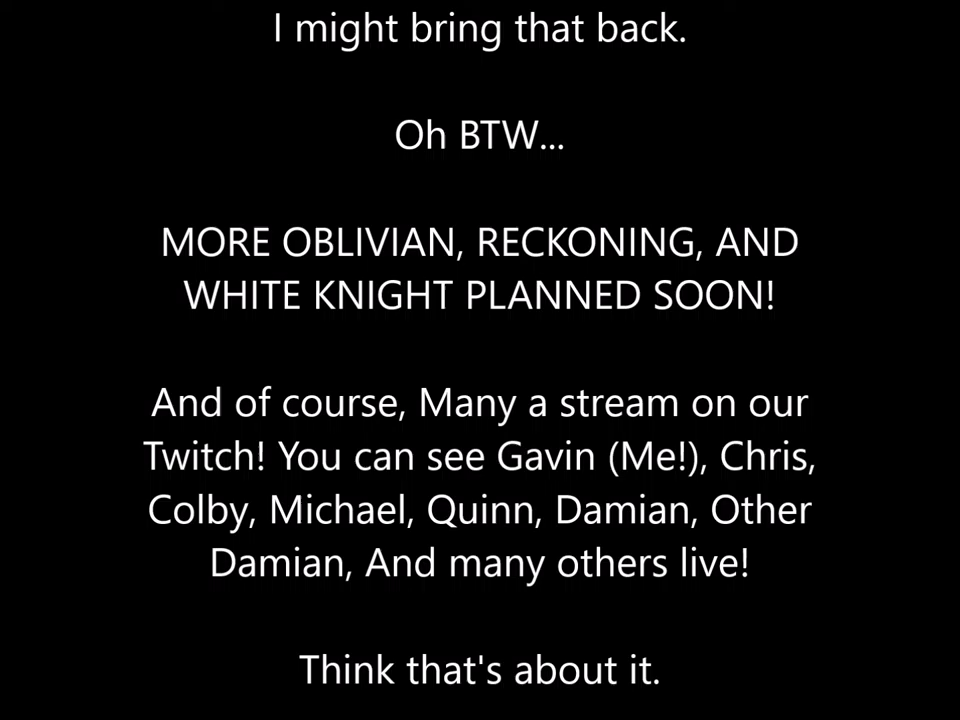 I might bring that back.
Oh BTW...
MORE OBLIVIAN, RECKONING, AND
WHITE KNIGHT PLANNED SOON!
And of course, Many a stream on our
Twitch! You can see Gavin (Me!), Chris,
Colby, Michael, Quinn, Damian, Other
Damian, And many others live!
Think that's about it.